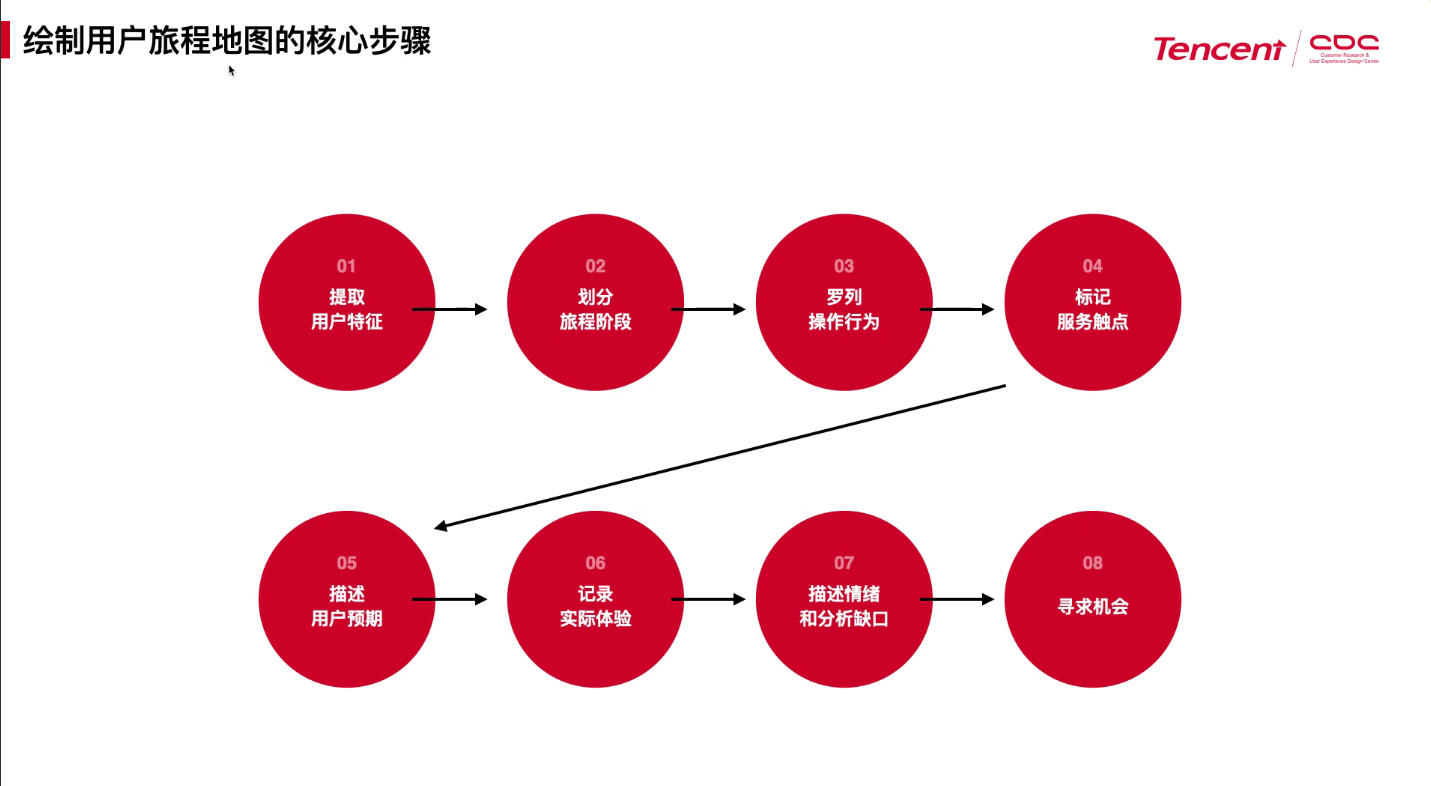 绘制用户旅程地图的核心步骤
Tencent
CDC
Customer Research &
User Experience Design Center
01
提取
用户特征
02
划分
旅程阶段
03
罗列
操作行为
04
标记
服务触点
05
描述
用户预期
06
记录
实际体验
07
描述情绪
和分析缺口
08
寻求机会